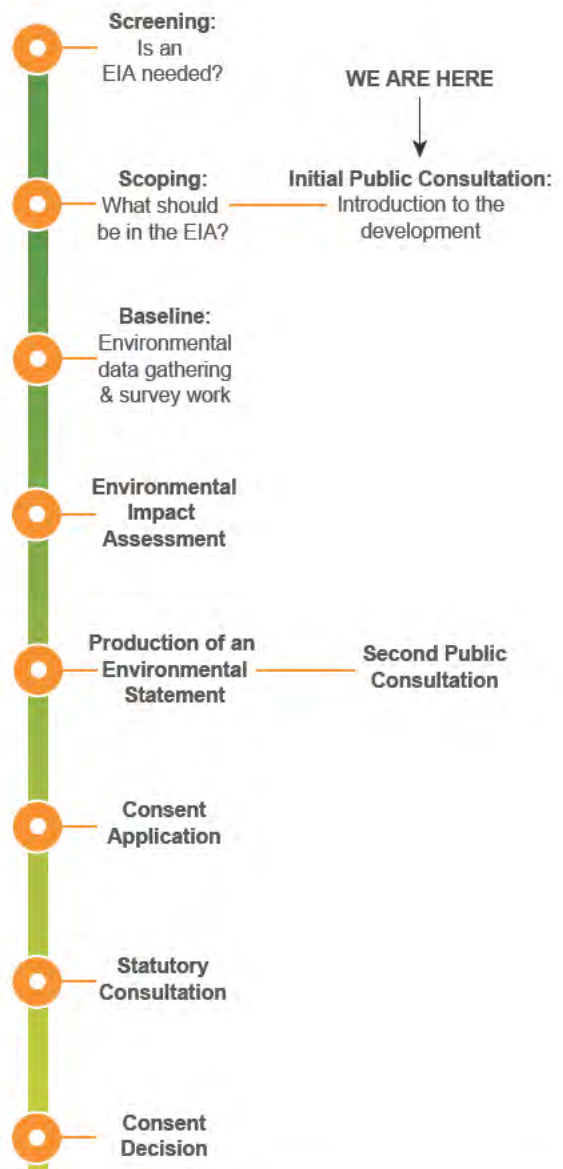 Screening:
Is an
EIA needed?
WE ARE HERE
Scoping:
What should
be in the EIA?
Initial Public Consultation:
Introduction to the
development
Baseline:
Environmental
data gathering
& survey work
Environmental
Impact
Assessment
Production of an
Environmental
Statement
Second Public
Consultation
Consent
Application
Statutory
Consultation
Consent
Decision